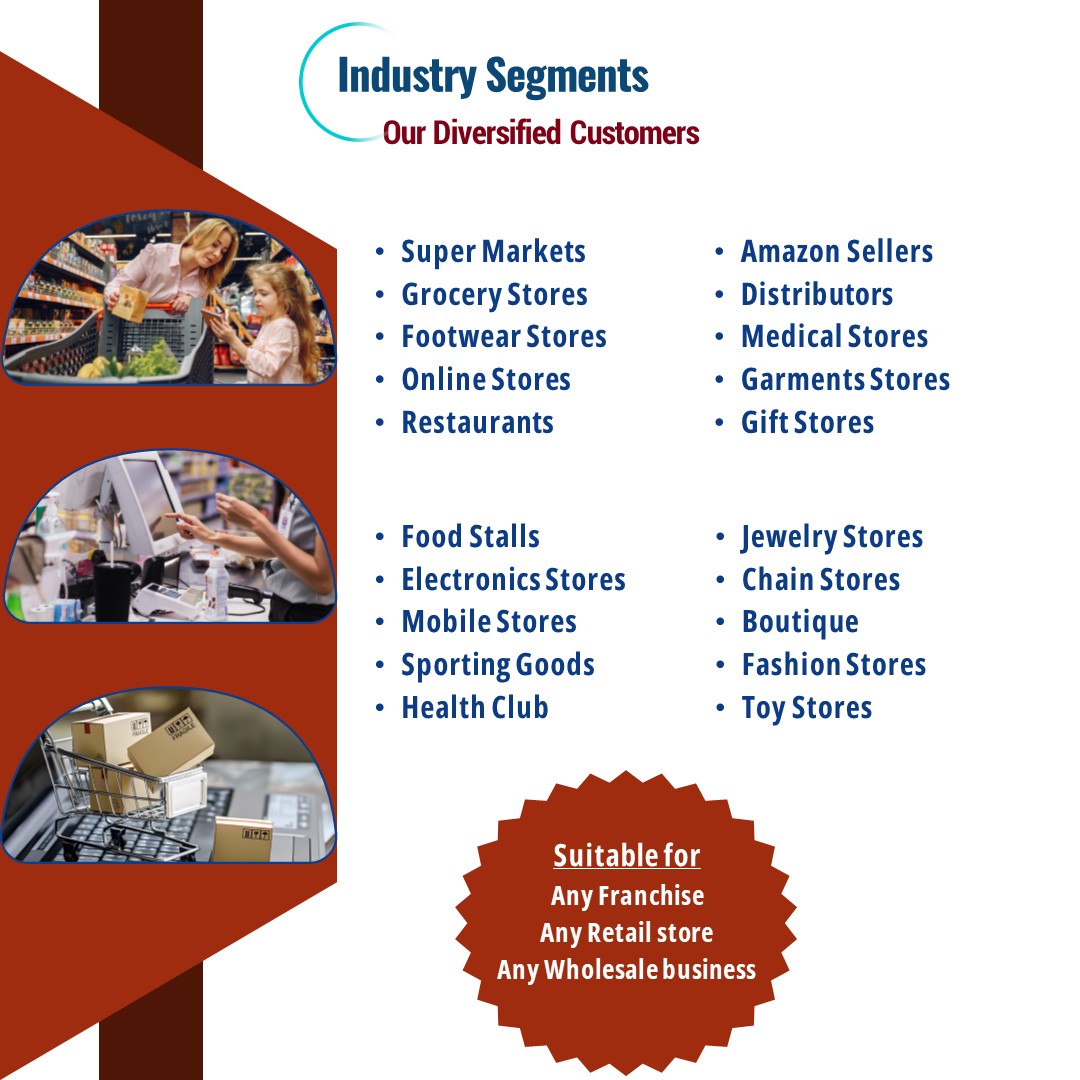 Industry Segments
Our Diversified Customers
Super Markets
Grocery Stores
Footwear Stores
Online Stores
Restaurants
Amazon Sellers
Distributors
Medical Stores
Garments Stores
Gift Stores
Food Stalls
Electronics Stores
Mobile Stores
Sporting Goods
Health Club
Jewelry Stores
Chain Stores
Boutique
Fashion Stores
Toy Stores
FRAGILE
FRAGILE
Suitable for
Any Franchise
Any Retail store
Any Wholesale business